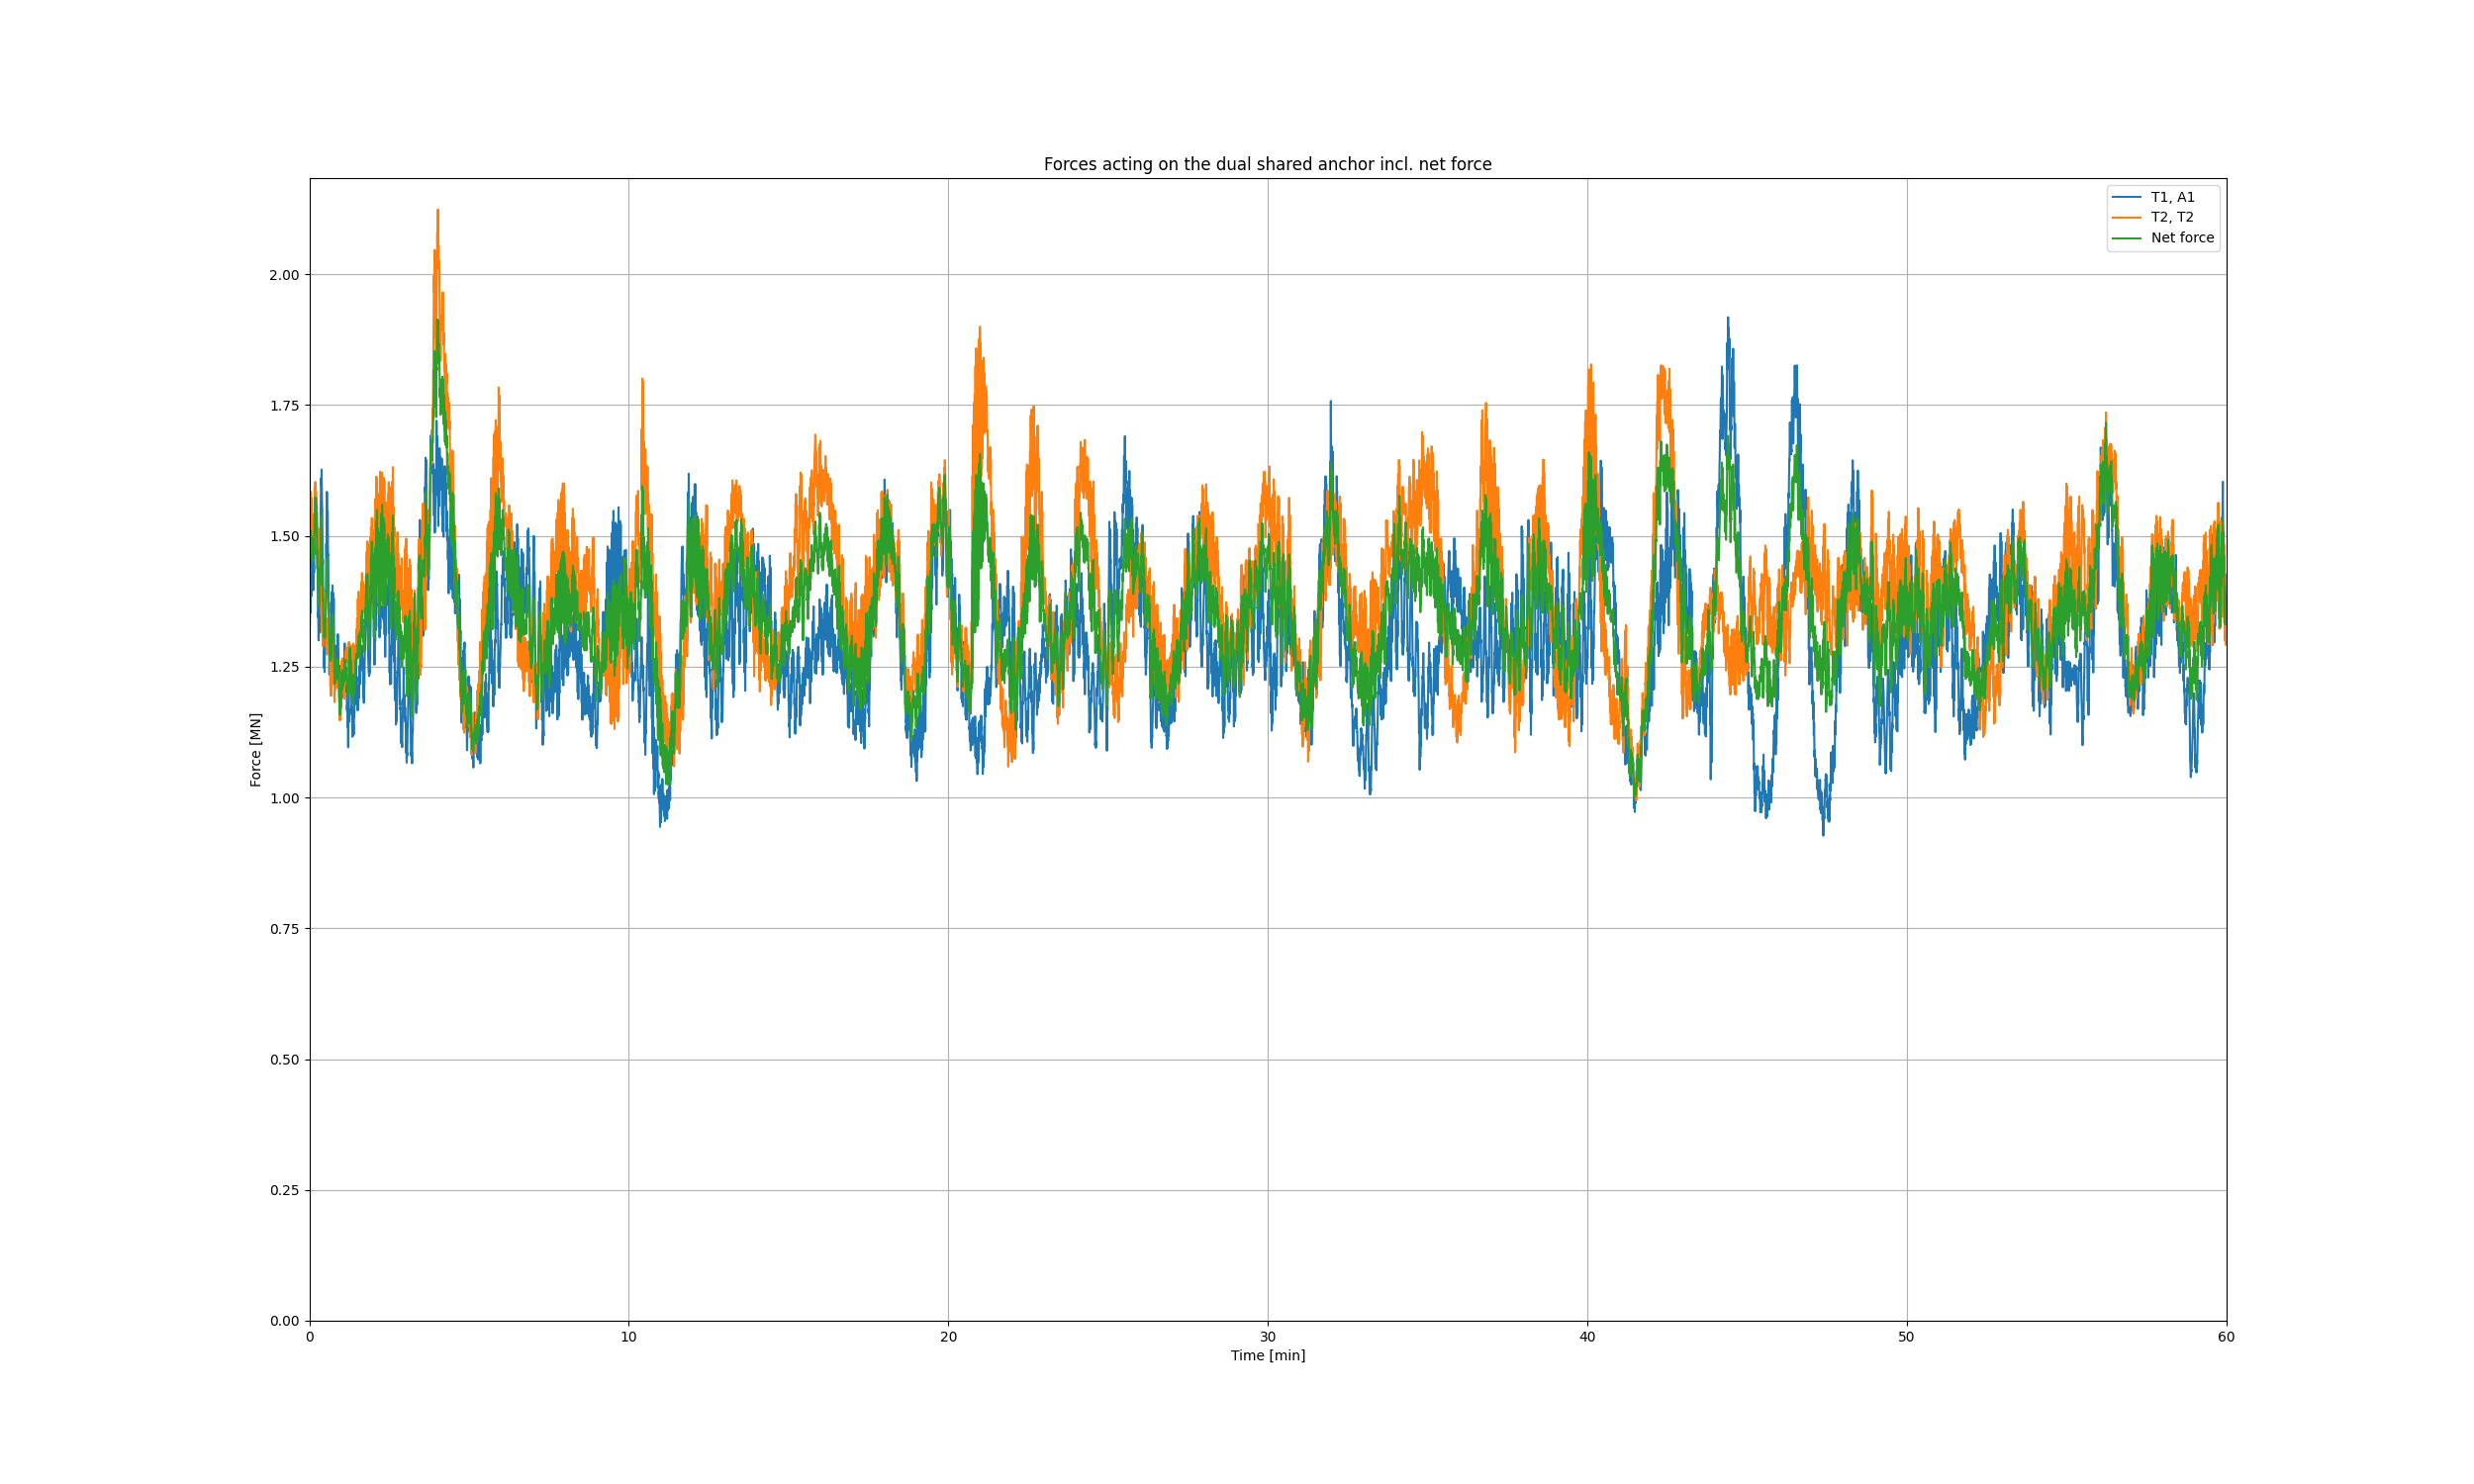 Forces acting on the dual shared anchor incl. net force
T1, A1
T2, T2
Net force
Force [MN]
2.00
1.75
1.50
1.25
1.00
0.75
0.50
0.25
0.00
0
10
20
30
40
50
60
Time [min]